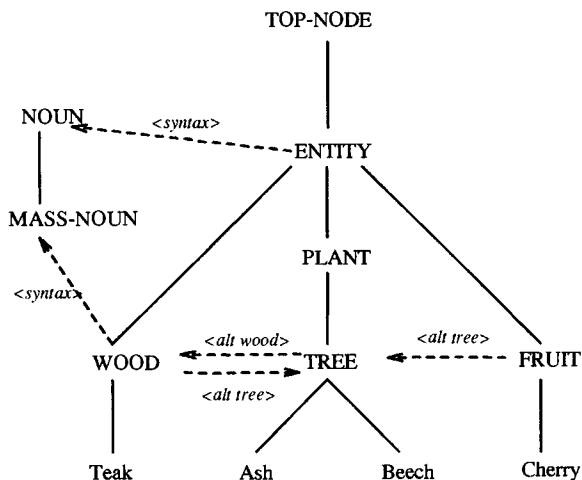 TOP-NODE
NOUN
<syntax>
ENTITY
MASS-NOUN
PLANT
<syntax>
<alt wood>
<alt tree>
WOOD
TREE
FRUIT
<alt tree>
Teak
Ash
Beech
Cherry